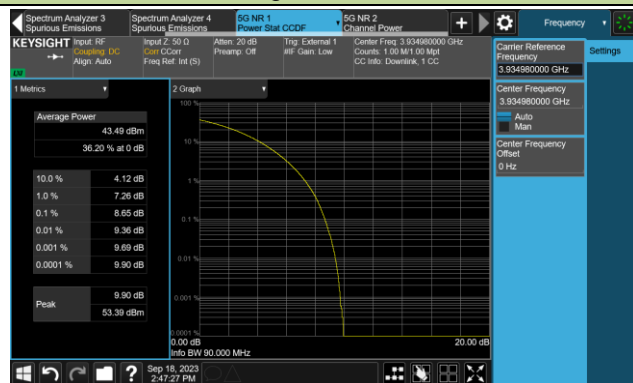 Spectrum Analyzer 3
Spurious Emissions
Spectrum Analyzer 4
Spurious Emissions
5G NR 1
Power Stat CCDF
5G NR 2
Channel Power
Frequency
KEYSIGHT
Input: RF
Coupling: DC
Align: Auto
Input Z: 50 Ω
Corr CCorr
Freq Ref: Int (S)
Atten: 20 dB
Preamp: Off
Trig: External 1
#IF Gain: Low
Center Freq: 3.934980000 GHz
Counts: 1.00 M/1.00 Mpt
CC Info: Downlink, 1 CC
1 Metrics
Average Power
43.49 dBm
36.20 % at 0 dB
10.0 % 4.12 dB
1.0 % 7.26 dB
0.1 % 8.65 dB
0.01 % 9.36 dB
0.001 % 9.69 dB
0.0001 % 9.90 dB
Peak
9.90 dB
53.39 dBm
2 Graph
100 %
10 %
1 %
0.1 %
0.01 %
0.001 %
0.0001 %
0.00 dB
20.00 dB
Info BW 90.000 MHz
Carrier Reference
Frequency
3.934980000 GHz
Center Frequency
3.934980000 GHz
Auto
Man
Center Frequency
Offset
0 Hz
Settings
Sep 18, 2023
2:47:27 PM